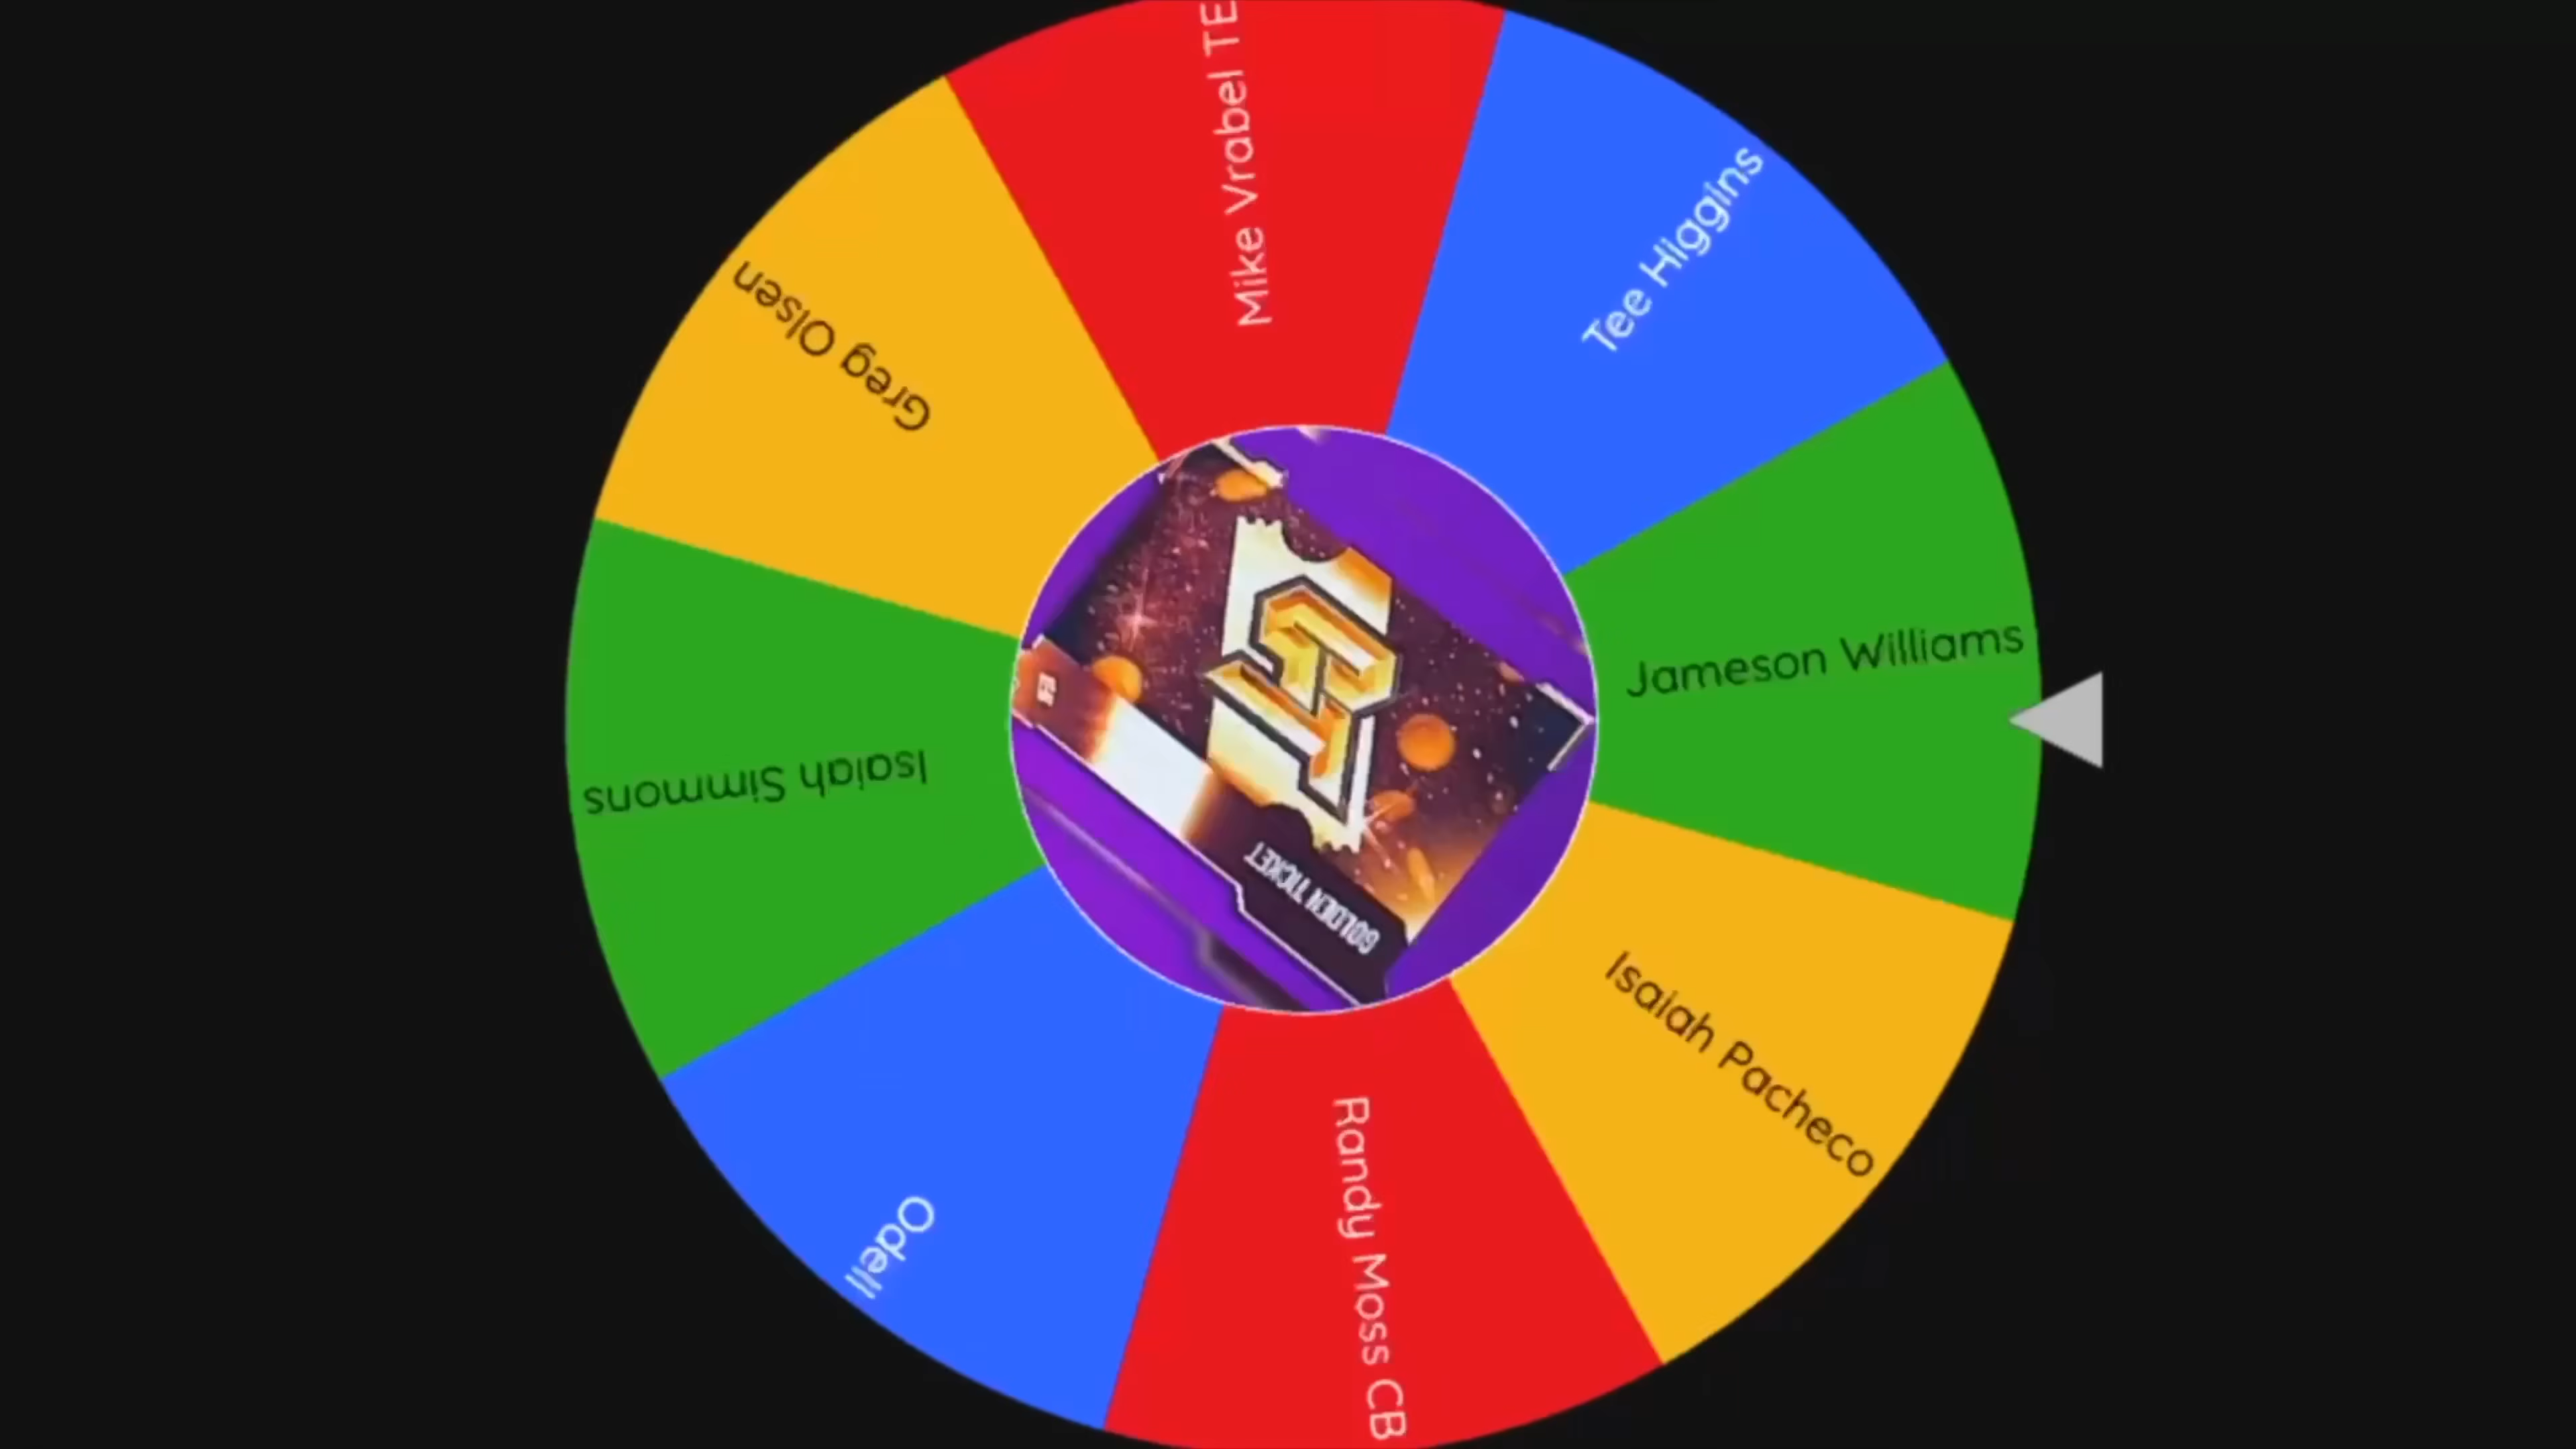 Mike Vrabel TE
Tee Higgins
Jameson Williams
Isaiah Pacheco
Randy Moss CB
Odell
Isaiah Simmons
Greg Olsen
GOLDEN TICKET